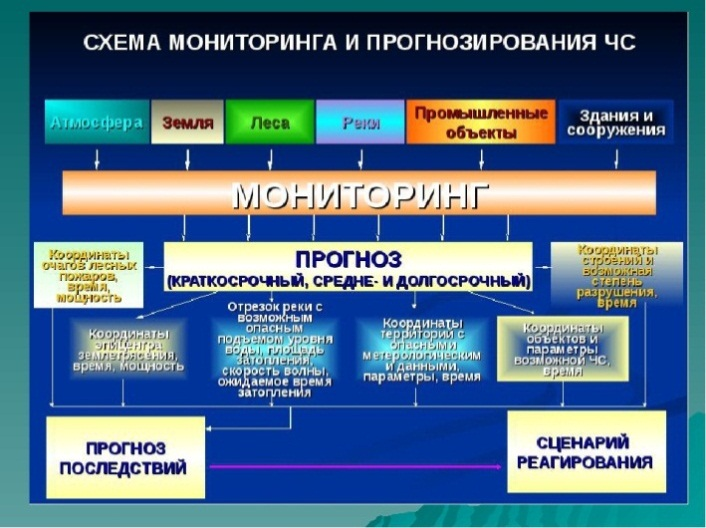 СХЕМА МОНИТОРИНГА И ПРОГНОЗИРОВАНИЯ ЧС
Атмосфера
Земля
Леса
Реки
Промышленные
объекты
Здания и
сооружения
МОНИТОРИНГ
Координаты
очагов лесных
пожаров,
время,
мощность
ПРОГНОЗ
(КРАТКОСРОЧНЫЙ, СРЕДНЕ- И ДОЛГОСРОЧНЫЙ)
Координаты
строений и
возможная
степень
разрушения,
время
Координаты
эпицентра
землетрясения,
время, мощность
Отрезок реки с
возможным
опасным
подъемом уровня
воды, площадь
затопления,
скорость волны,
ожидаемое время
затопления
Координаты
территорий с
опасными
метерологическим
и данными,
параметры, время
Координаты
объектов и
параметры
возможной ЧС,
время
ПРОГНОЗ
ПОСЛЕДСТВИЙ
СЦЕНАРИЙ
РЕАГИРОВАНИЯ